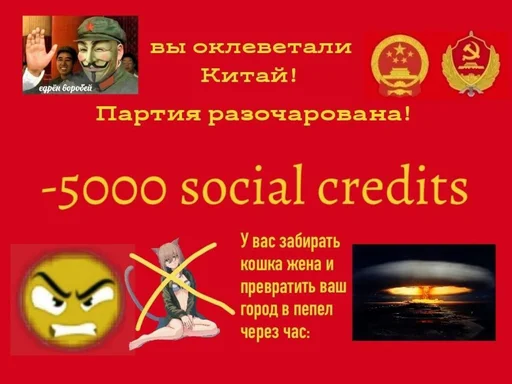 вы оклеветали
Китай!
едрён воробей
Партия разочарована!
-5000 social credits
У вас забирать
кошка жена и
превратить ваш
город в пепел
через час: